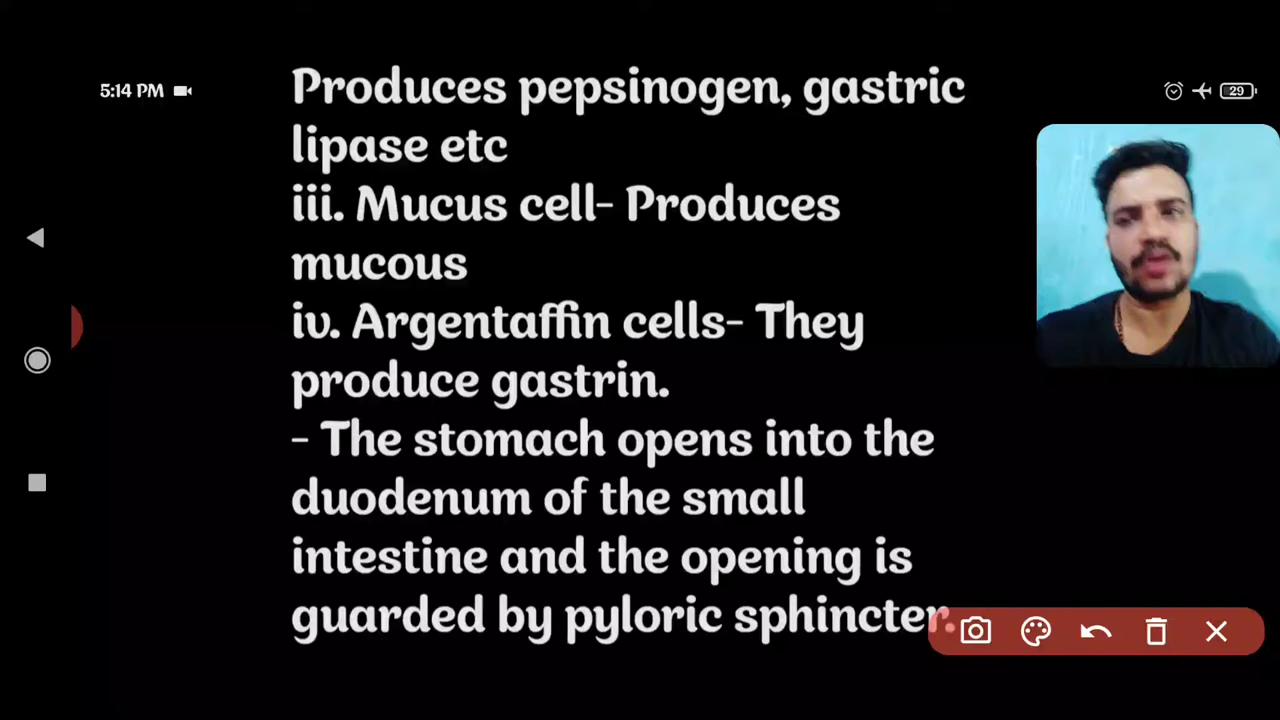 5:14 PM
29
Produces pepsinogen, gastric
lipase etc
iii. Mucus cell- Produces
mucous
iv. Argentaffin cells- They
produce gastrin.
- The stomach opens into the
duodenum of the small
intestine and the opening is
guarded by pyloric sphincter.